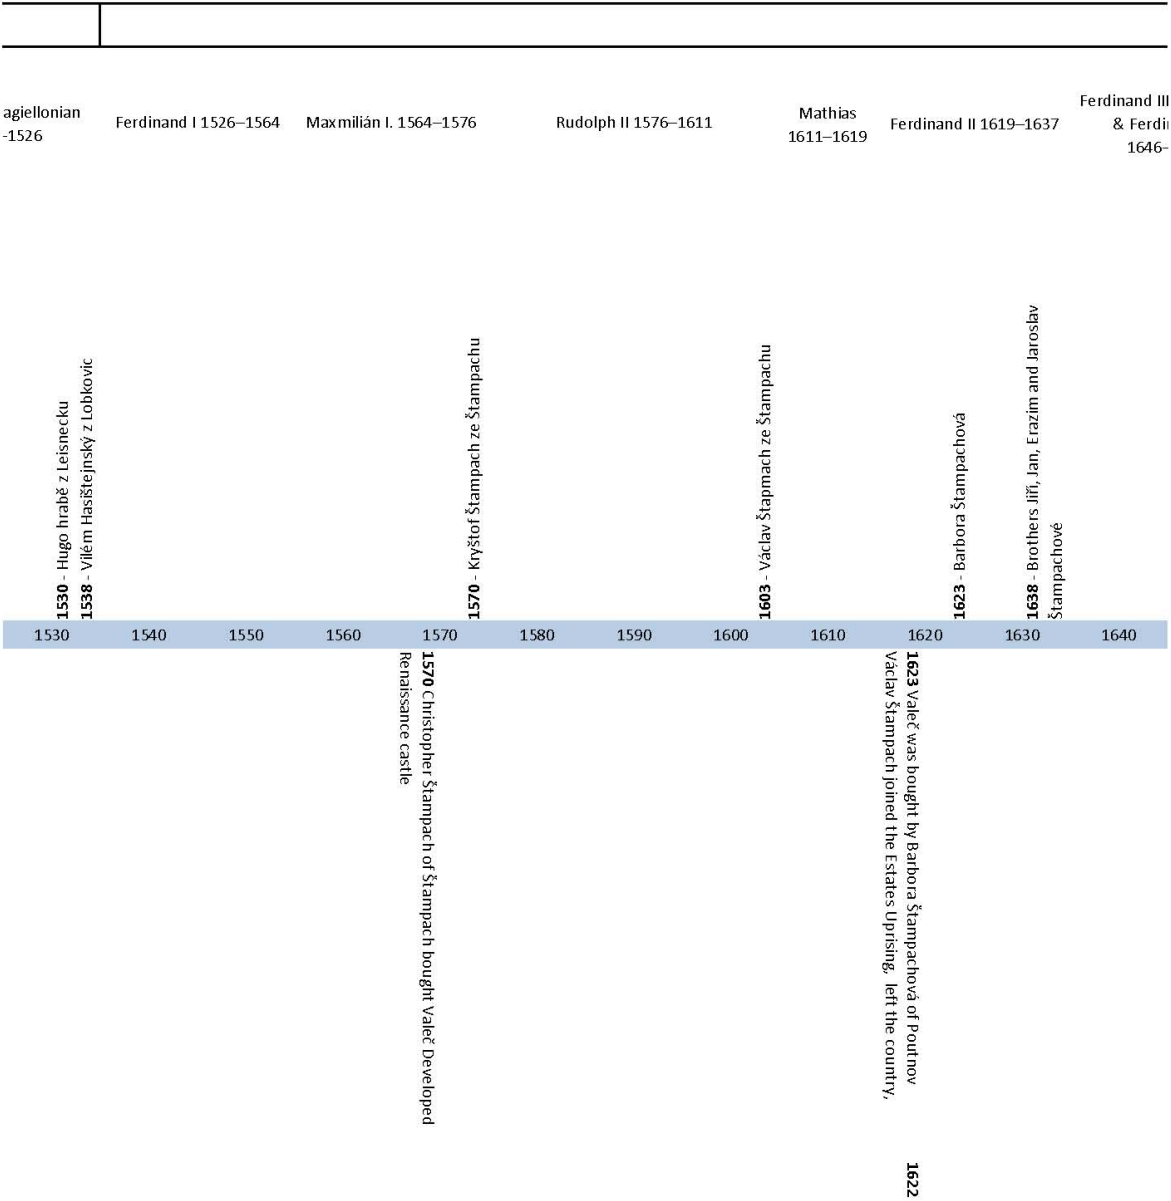 agiellonian
-1526
Ferdinand I 1526–1564
Maxmilián I. 1564–1576
Rudolph II 1576–1611
Mathias
1611–1619
Ferdinand II 1619–1637
Ferdinand III
& Ferdi
1646-
1530 - Hugo hrabě z Leisnecku
1538 - Vilém Hasištejnský z Lobkovic
1570 - Kryštof Štampach ze Štampachu
1603 - Václav Štapmach ze Štampachu
1623 - Barbora Štampachová
1638 - Brothers Jiří, Jan, Erazim and Jaroslav
Štampachové
1530 1540 1550 1560 1570 1580 1590 1600 1610 1620 1630 1640
1570 Christopher Štampach of Štampach bought Valeč Developed
Renaissance castle
1623 Valeč was bought by Barbora Štampachová of Poutnov 1622
Václav Štampach joined the Estates Uprising, left the country,